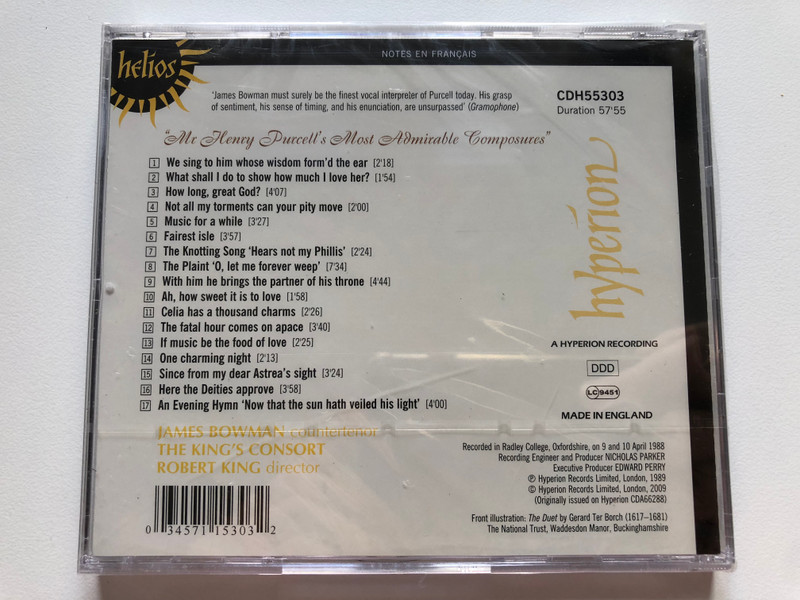 helios
NOTES EN FRANÇAIS
'James Bowman must surely be the finest vocal interpreter of Purcell today. His grasp
of sentiment, his sense of timing, and his enunciation, are unsurpassed' (Gramophone)
CDH55303
Duration 57'55
"Mr Henry Purcell's Most Admirable Composures"
1 We sing to him whose wisdom form'd the ear [2'18]
2 What shall I do to show how much I love her? [1'54]
3 How long, great God? [4'07]
4 Not all my torments can your pity move [2'00]
5 Music for a while [3'27]
6 Fairest isle [3'57]
7 The Knotting Song 'Hears not my Phillis' [2'24]
8 The Plaint 'O, let me forever weep' [7'34]
9 With him he brings the partner of his throne [4'44]
10 Ah, how sweet it is to love [1'58]
11 Celia has a thousand charms [2'26]
12 The fatal hour comes on apace [3'40]
13 If music be the food of love [2'25]
14 One charming night [2'13]
15 Since from my dear Astrea's sight [3'24]
16 Here the Deities approve [3'58]
17 An Evening Hymn 'Now that the sun hath veiled his light' [4'00]
hyperion
A HYPERION RECORDING
DDD
LC 9451
MADE IN ENGLAND
JAMES BOWMAN countertenor
THE KING'S CONSORT
ROBERT KING director
0 34571 15303 2
Recorded in Radley College, Oxfordshire, on 9 and 10 April 1988
Recording Engineer and Producer NICHOLAS PARKER
Executive Producer EDWARD PERRY
℗ Hyperion Records Limited, London, 1989
© Hyperion Records Limited, London, 2009
(Originally issued on Hyperion CDA66288)
Front illustration: The Duet by Gerard Ter Borch (1617–1681)
The National Trust, Waddesdon Manor, Buckinghamshire